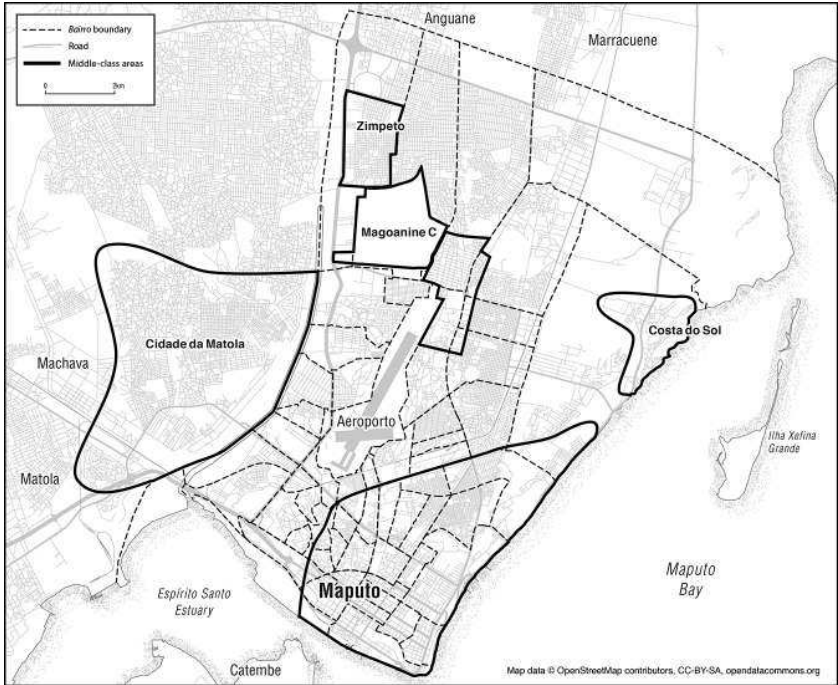 Anguane
Marracuene
Bairro boundary
Road
Middle-class areas
0 2km
Zimpeto
Magoanine C
Costa do Sol
Cidade da Matola
Machava
Aeroporto
Ilha Xefina
Grande
Matola
Maputo
Bay
Maputo
Espírito Santo
Estuary
Catembe
Map data © OpenStreetMap contributors, CC-BY-SA, opendatacommons.org